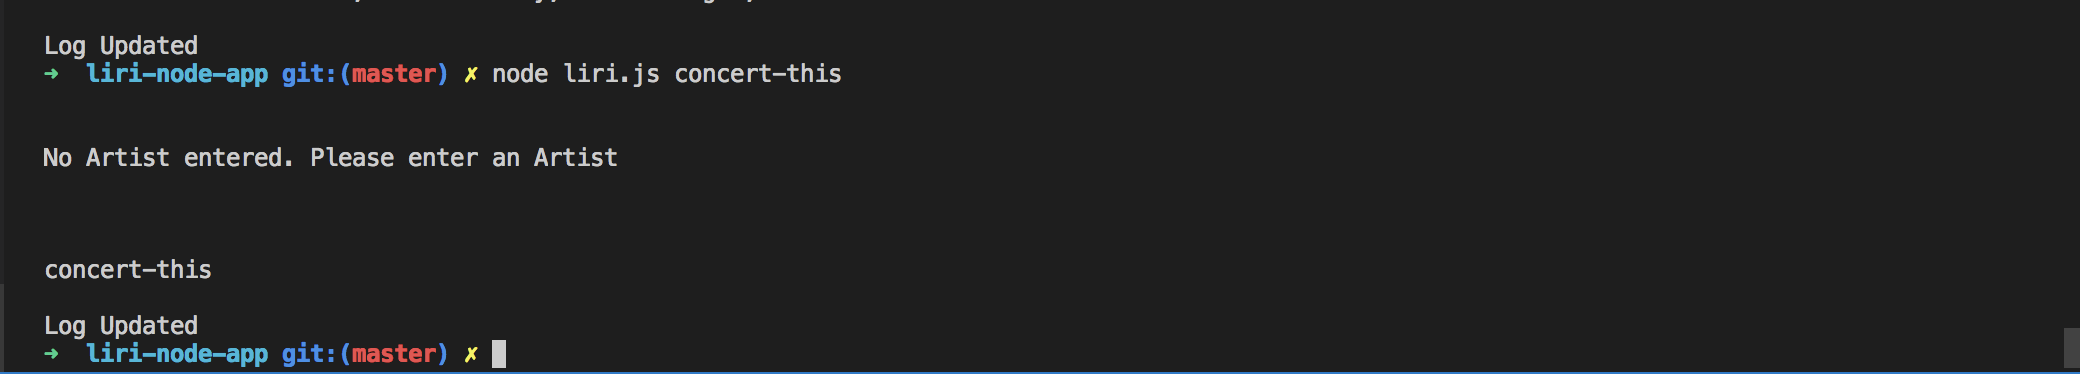 Log Updated
➜  liri-node-app git:(master) ✗ node liri.js concert-this
No Artist entered. Please enter an Artist
concert-this
Log Updated
➜  liri-node-app git:(master) ✗